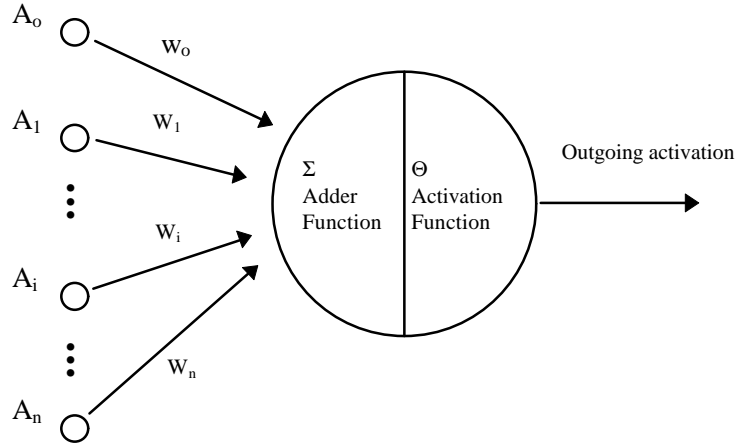 Aₒ
wₒ
A₁
W₁
Σ
Adder
Function
Θ
Activation
Function
Outgoing activation
Aᵢ
Wᵢ
Aₙ
Wₙ